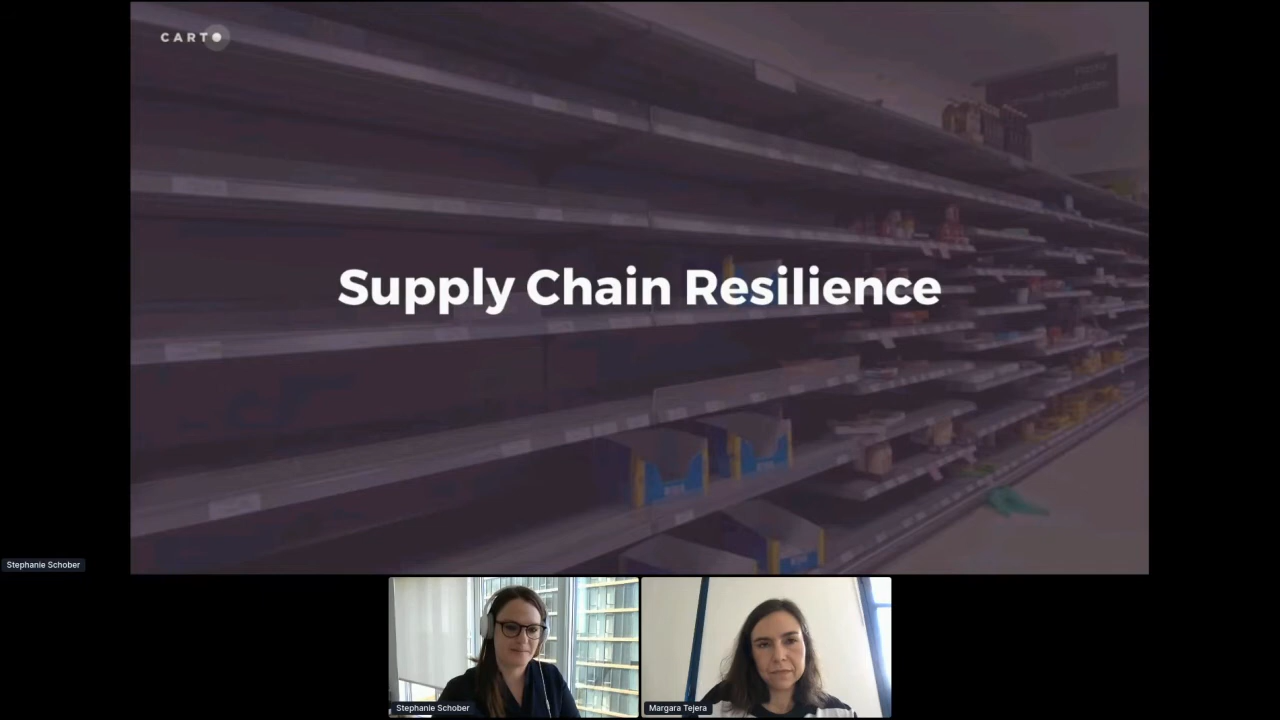 CARTO
Supply Chain Resilience
Stephanie Schober
Stephanie Schober
Margara Tejera